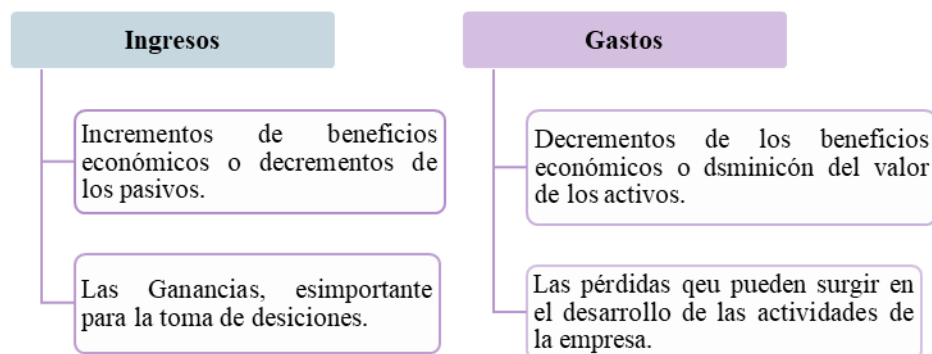 Ingresos
Incrementos de beneficios
económicos o decrementos de
los pasivos.
Las Ganancias, esimportante
para la toma de desiciones.
Gastos
Decrementos de los beneficios
económicos o dsminicón del valor
de los activos.
Las pérdidas qeu pueden surgir en
el desarrollo de las actividades de
la empresa.